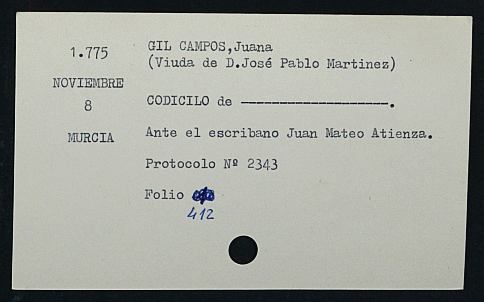 1.775
GIL CAMPOS,Juana
(Viuda de D.José Pablo Martinez)
NOVIEMBRE
8
CODICILO de -------------------.
MURCIA
Ante el escribano Juan Mateo Atienza.
Protocolo Nº 2343
Folio
412